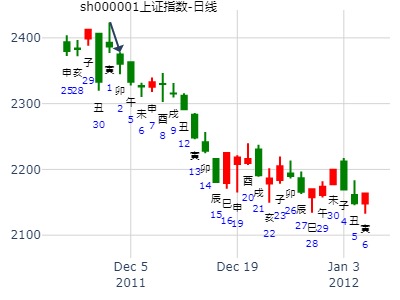 sh000001上证指数-日线
2400
2300
2200
2100
申
25
亥
28
子
29
丑
30
寅
1
卯
2
午
5
未
6
申
7
酉
8
戌
9
丑
12
寅
13
卯
14
辰
15
巳
16
申
19
酉
20
戌
21
亥
22
子
23
卯
26
辰
27
巳
28
午
29
未
30
子
4
丑
5
寅
6
Dec 5
2011
Dec 19
Jan 3
2012